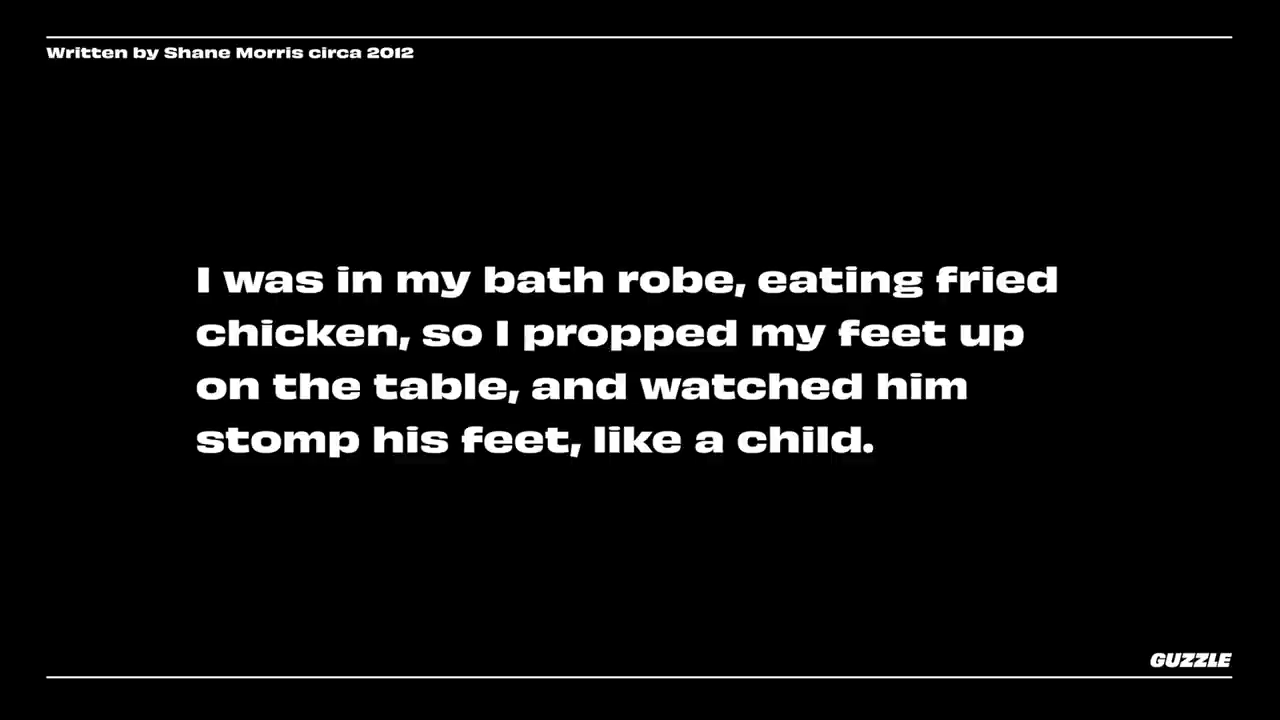 Written by Shane Morris circa 2012
I was in my bath robe, eating fried
chicken, so I propped my feet up
on the table, and watched him
stomp his feet, like a child.
GUZZLE